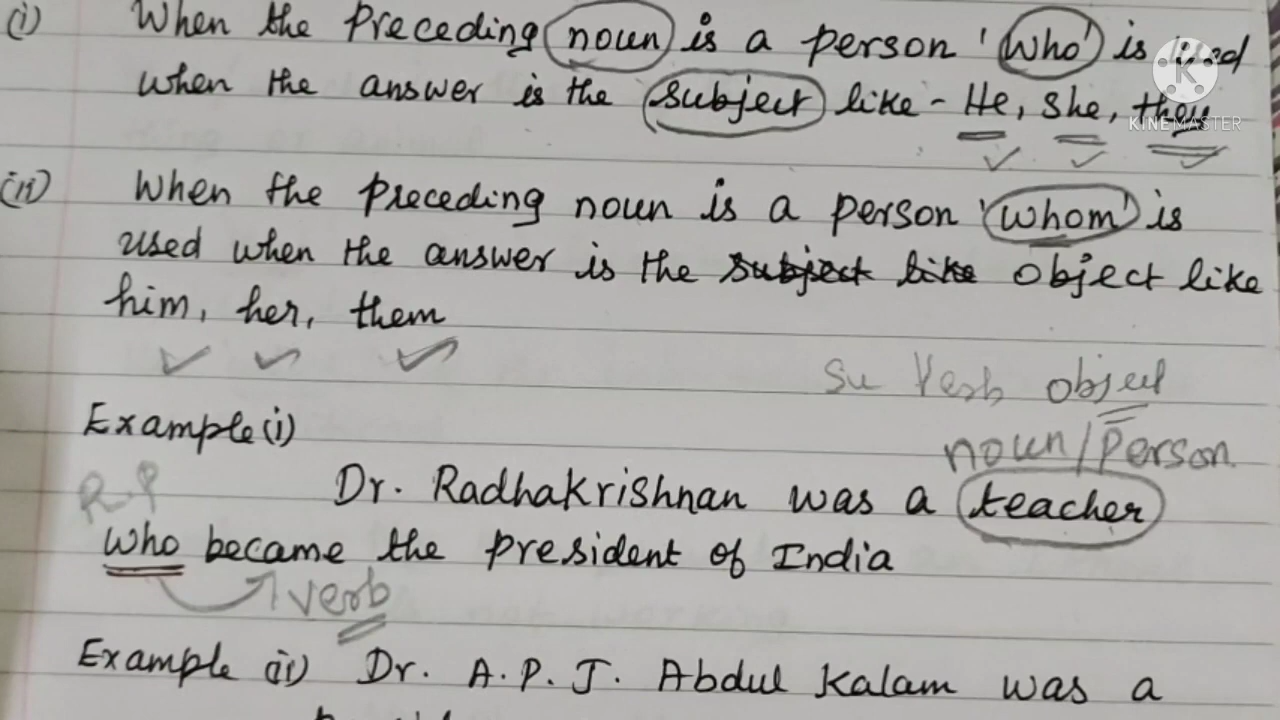 (i) When the Preceding noun is a person 'who' is used
when the answer is the subject like - He, she, they
KINEMASTER
(ii) When the preceding noun is a person 'whom' is
used when the answer is the subject like object like
him, her, them
Su Verb object
Example (i)
noun/Person
R P
Dr. Radhakrishnan was a teacher
who became the president of India
verb
Example (ii) Dr. A. P. J. Abdul Kalam was a